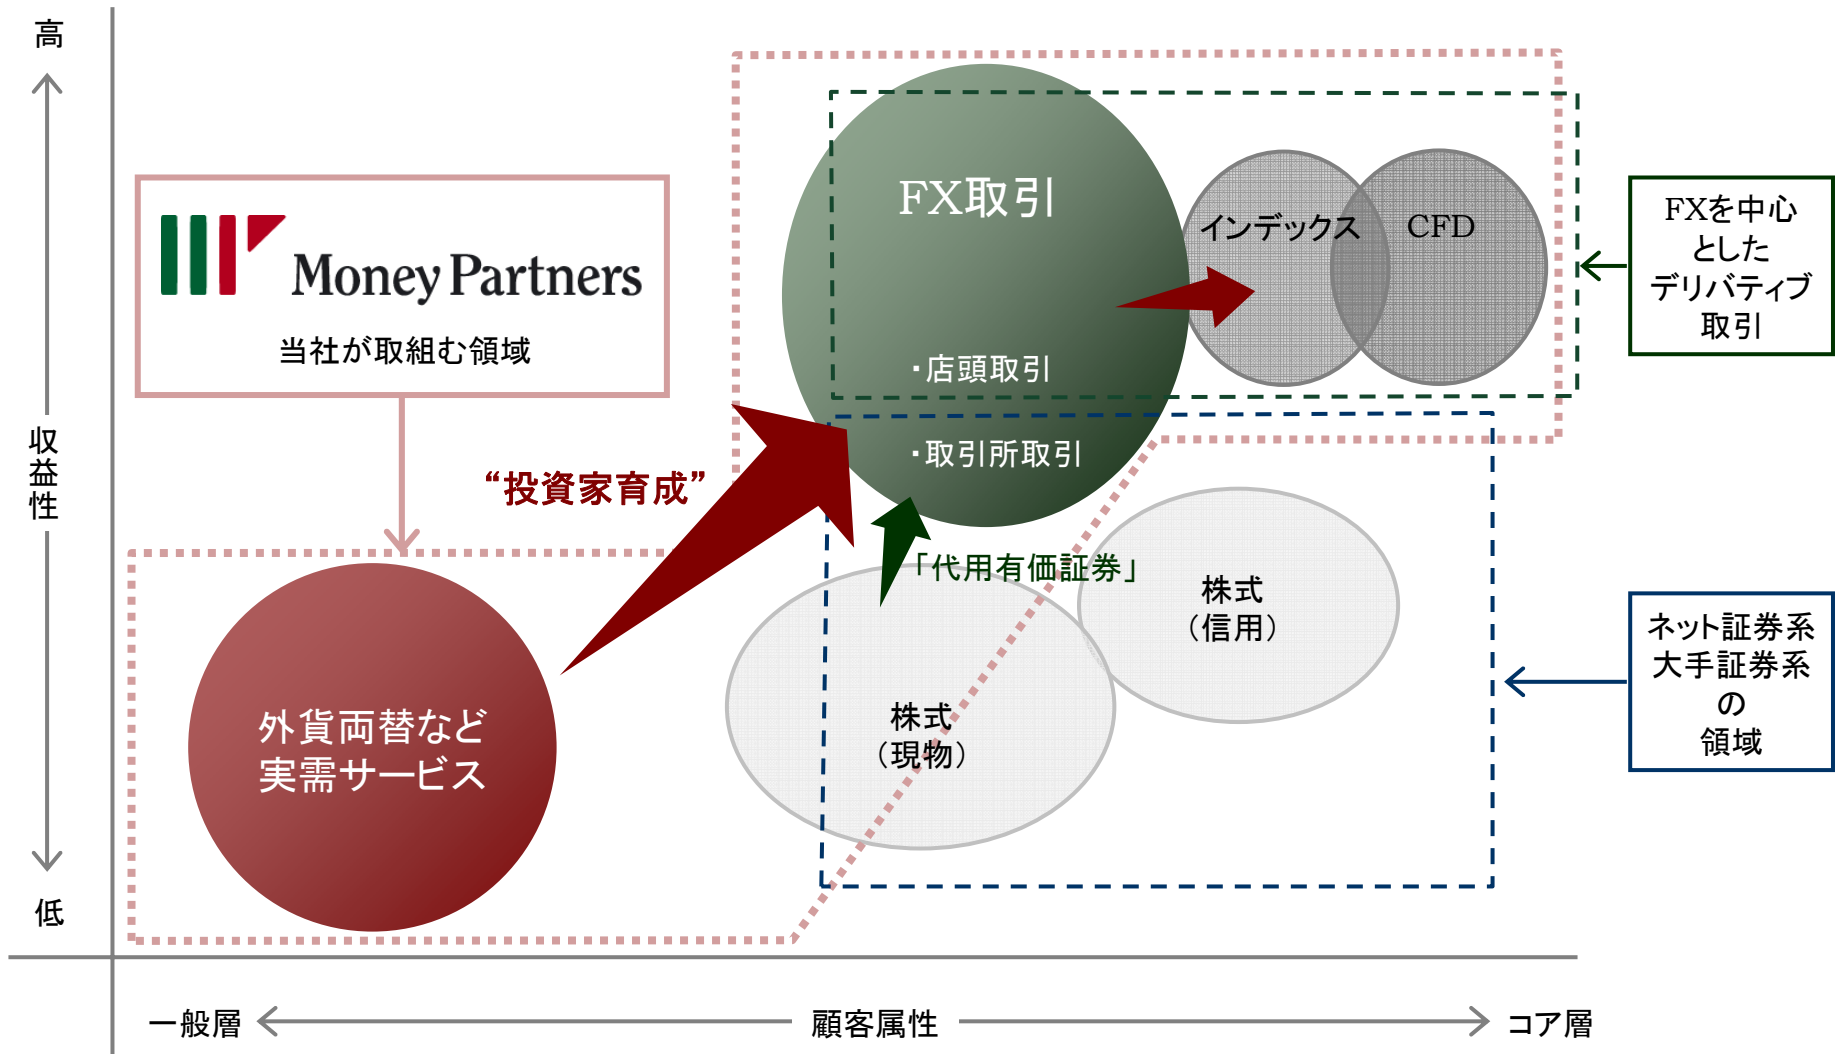 高
収
益
性
低
Money Partners
当社が取組む領域
FX取引
・店頭取引
・取引所取引
インデックス
CFD
FXを中心
とした
デリバティブ
取引
“投資家育成”
「代用有価証券」
株式
（信用）
株式
（現物）
外貨両替など
実需サービス
ネット証券系
大手証券系
の
領域
一般層
顧客属性
コア層